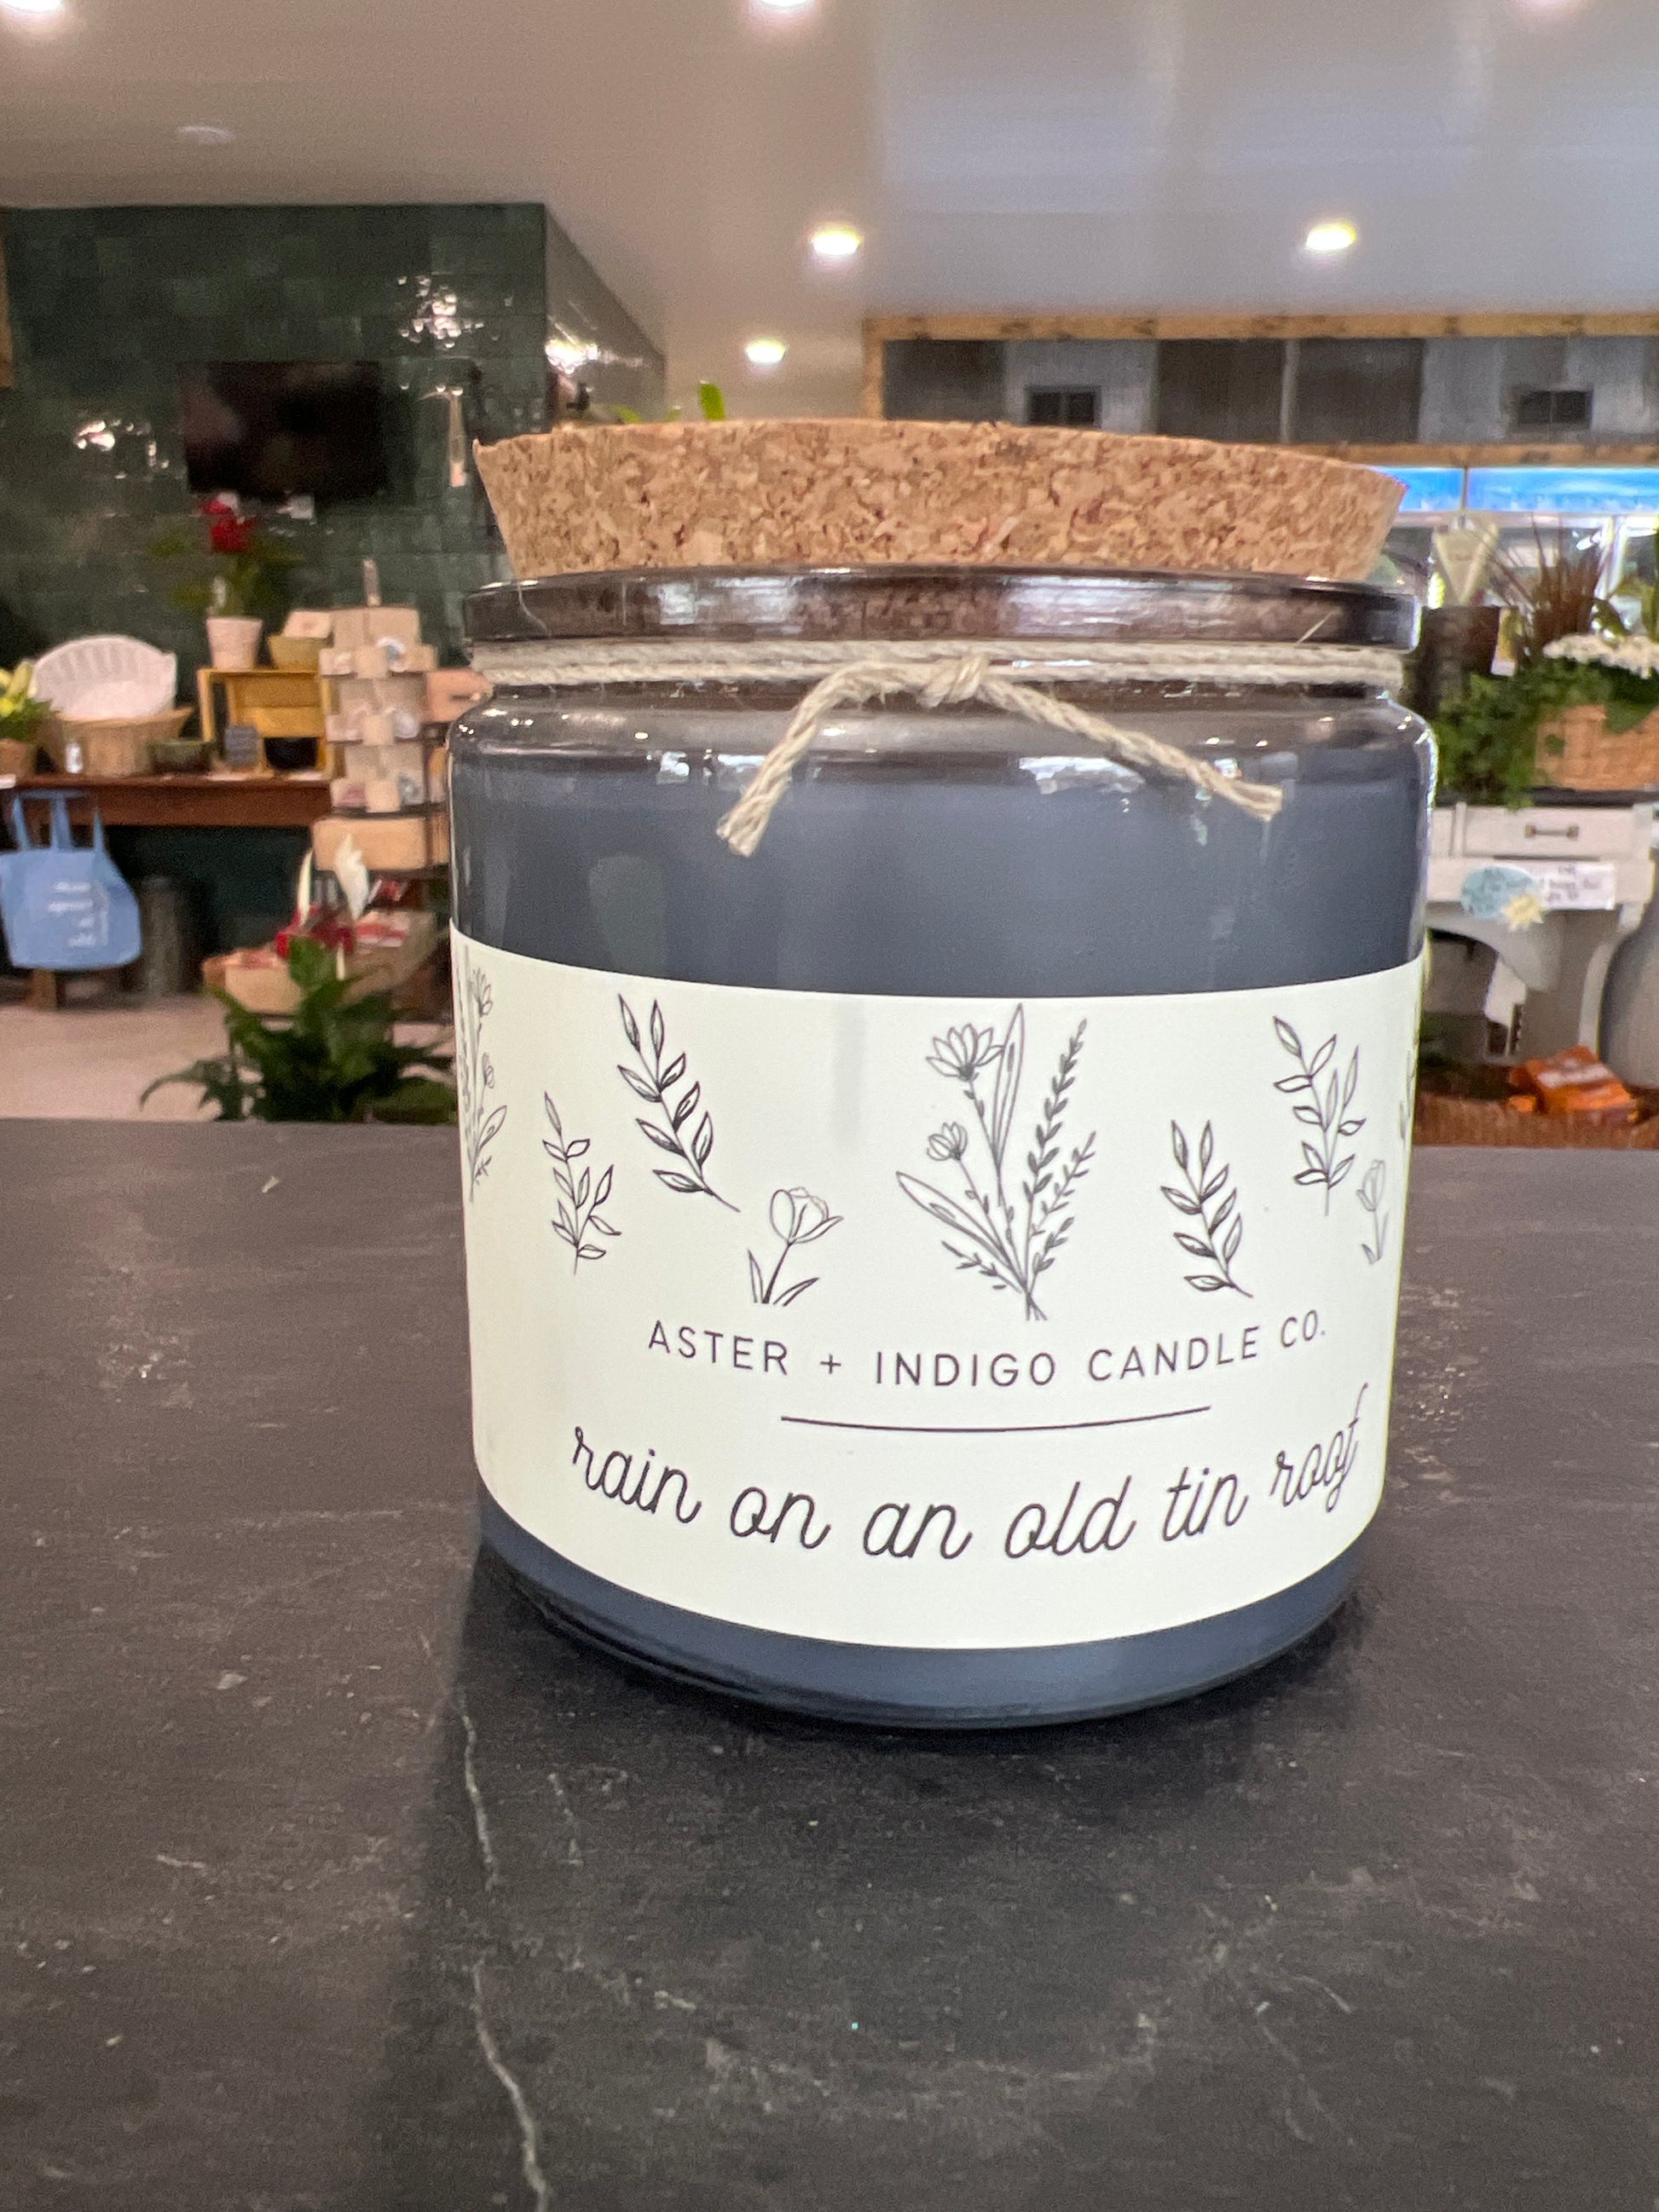 ASTER + INDIGO CANDLE CO.
rain on an old tin roof